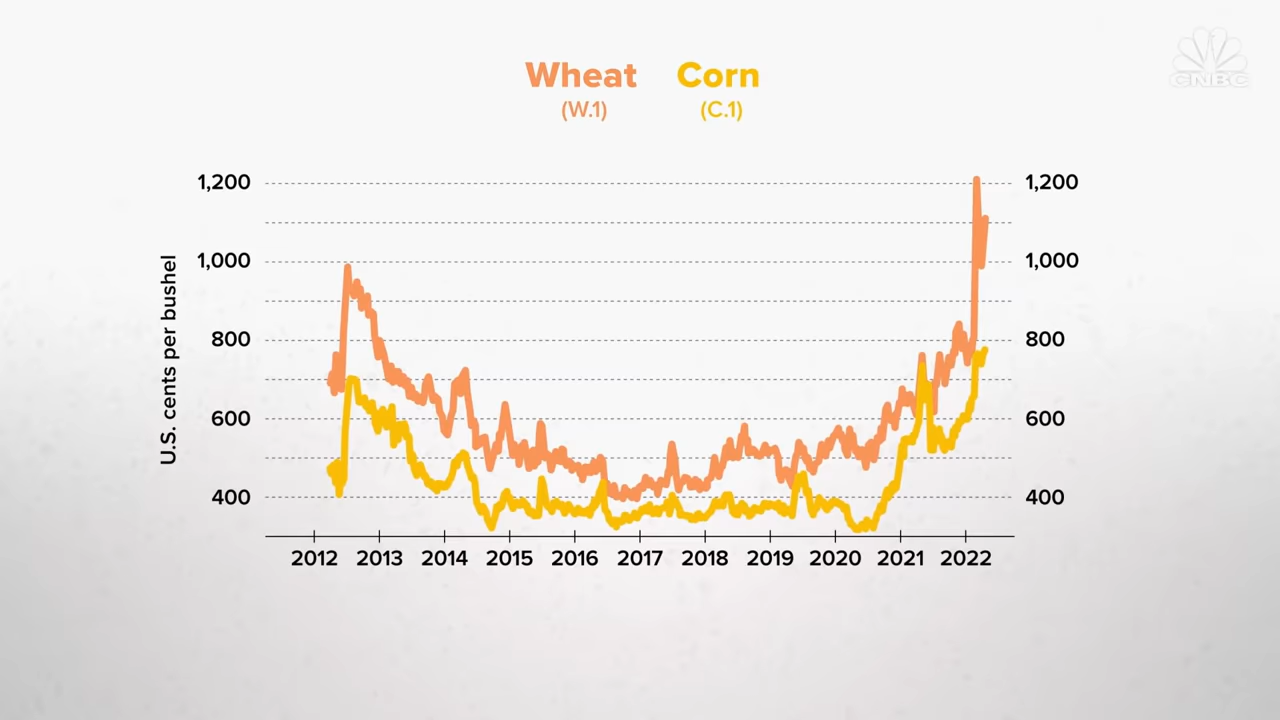 CNBC
Wheat Corn
(W.1) (C.1)
1,200 1,200
1,000 1,000
800 800
600 600
400 400
U.S. cents per bushel
2012 2013 2014 2015 2016 2017 2018 2019 2020 2021 2022